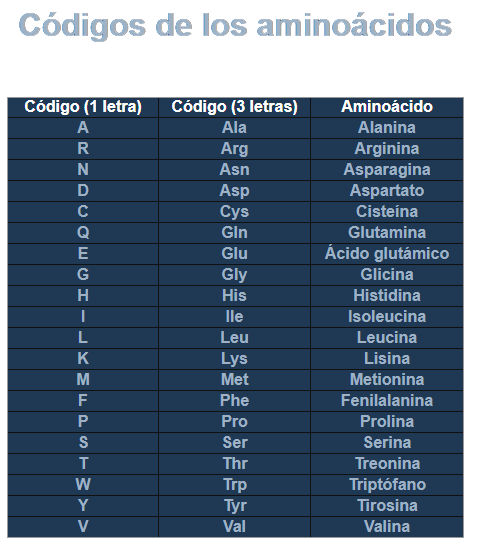 Códigos de los aminoácidos
Código (1 letra) Código (3 letras) Aminoácido
A Ala Alanina
R Arg Arginina
N Asn Asparagina
D Asp Aspartato
C Cys Cisteína
Q Gln Glutamina
E Glu Ácido glutámico
G Gly Glicina
H His Histidina
I Ile Isoleucina
L Leu Leucina
K Lys Lisina
M Met Metionina
F Phe Fenilalanina
P Pro Prolina
S Ser Serina
T Thr Treonina
W Trp Triptófano
Y Tyr Tirosina
V Val Valina